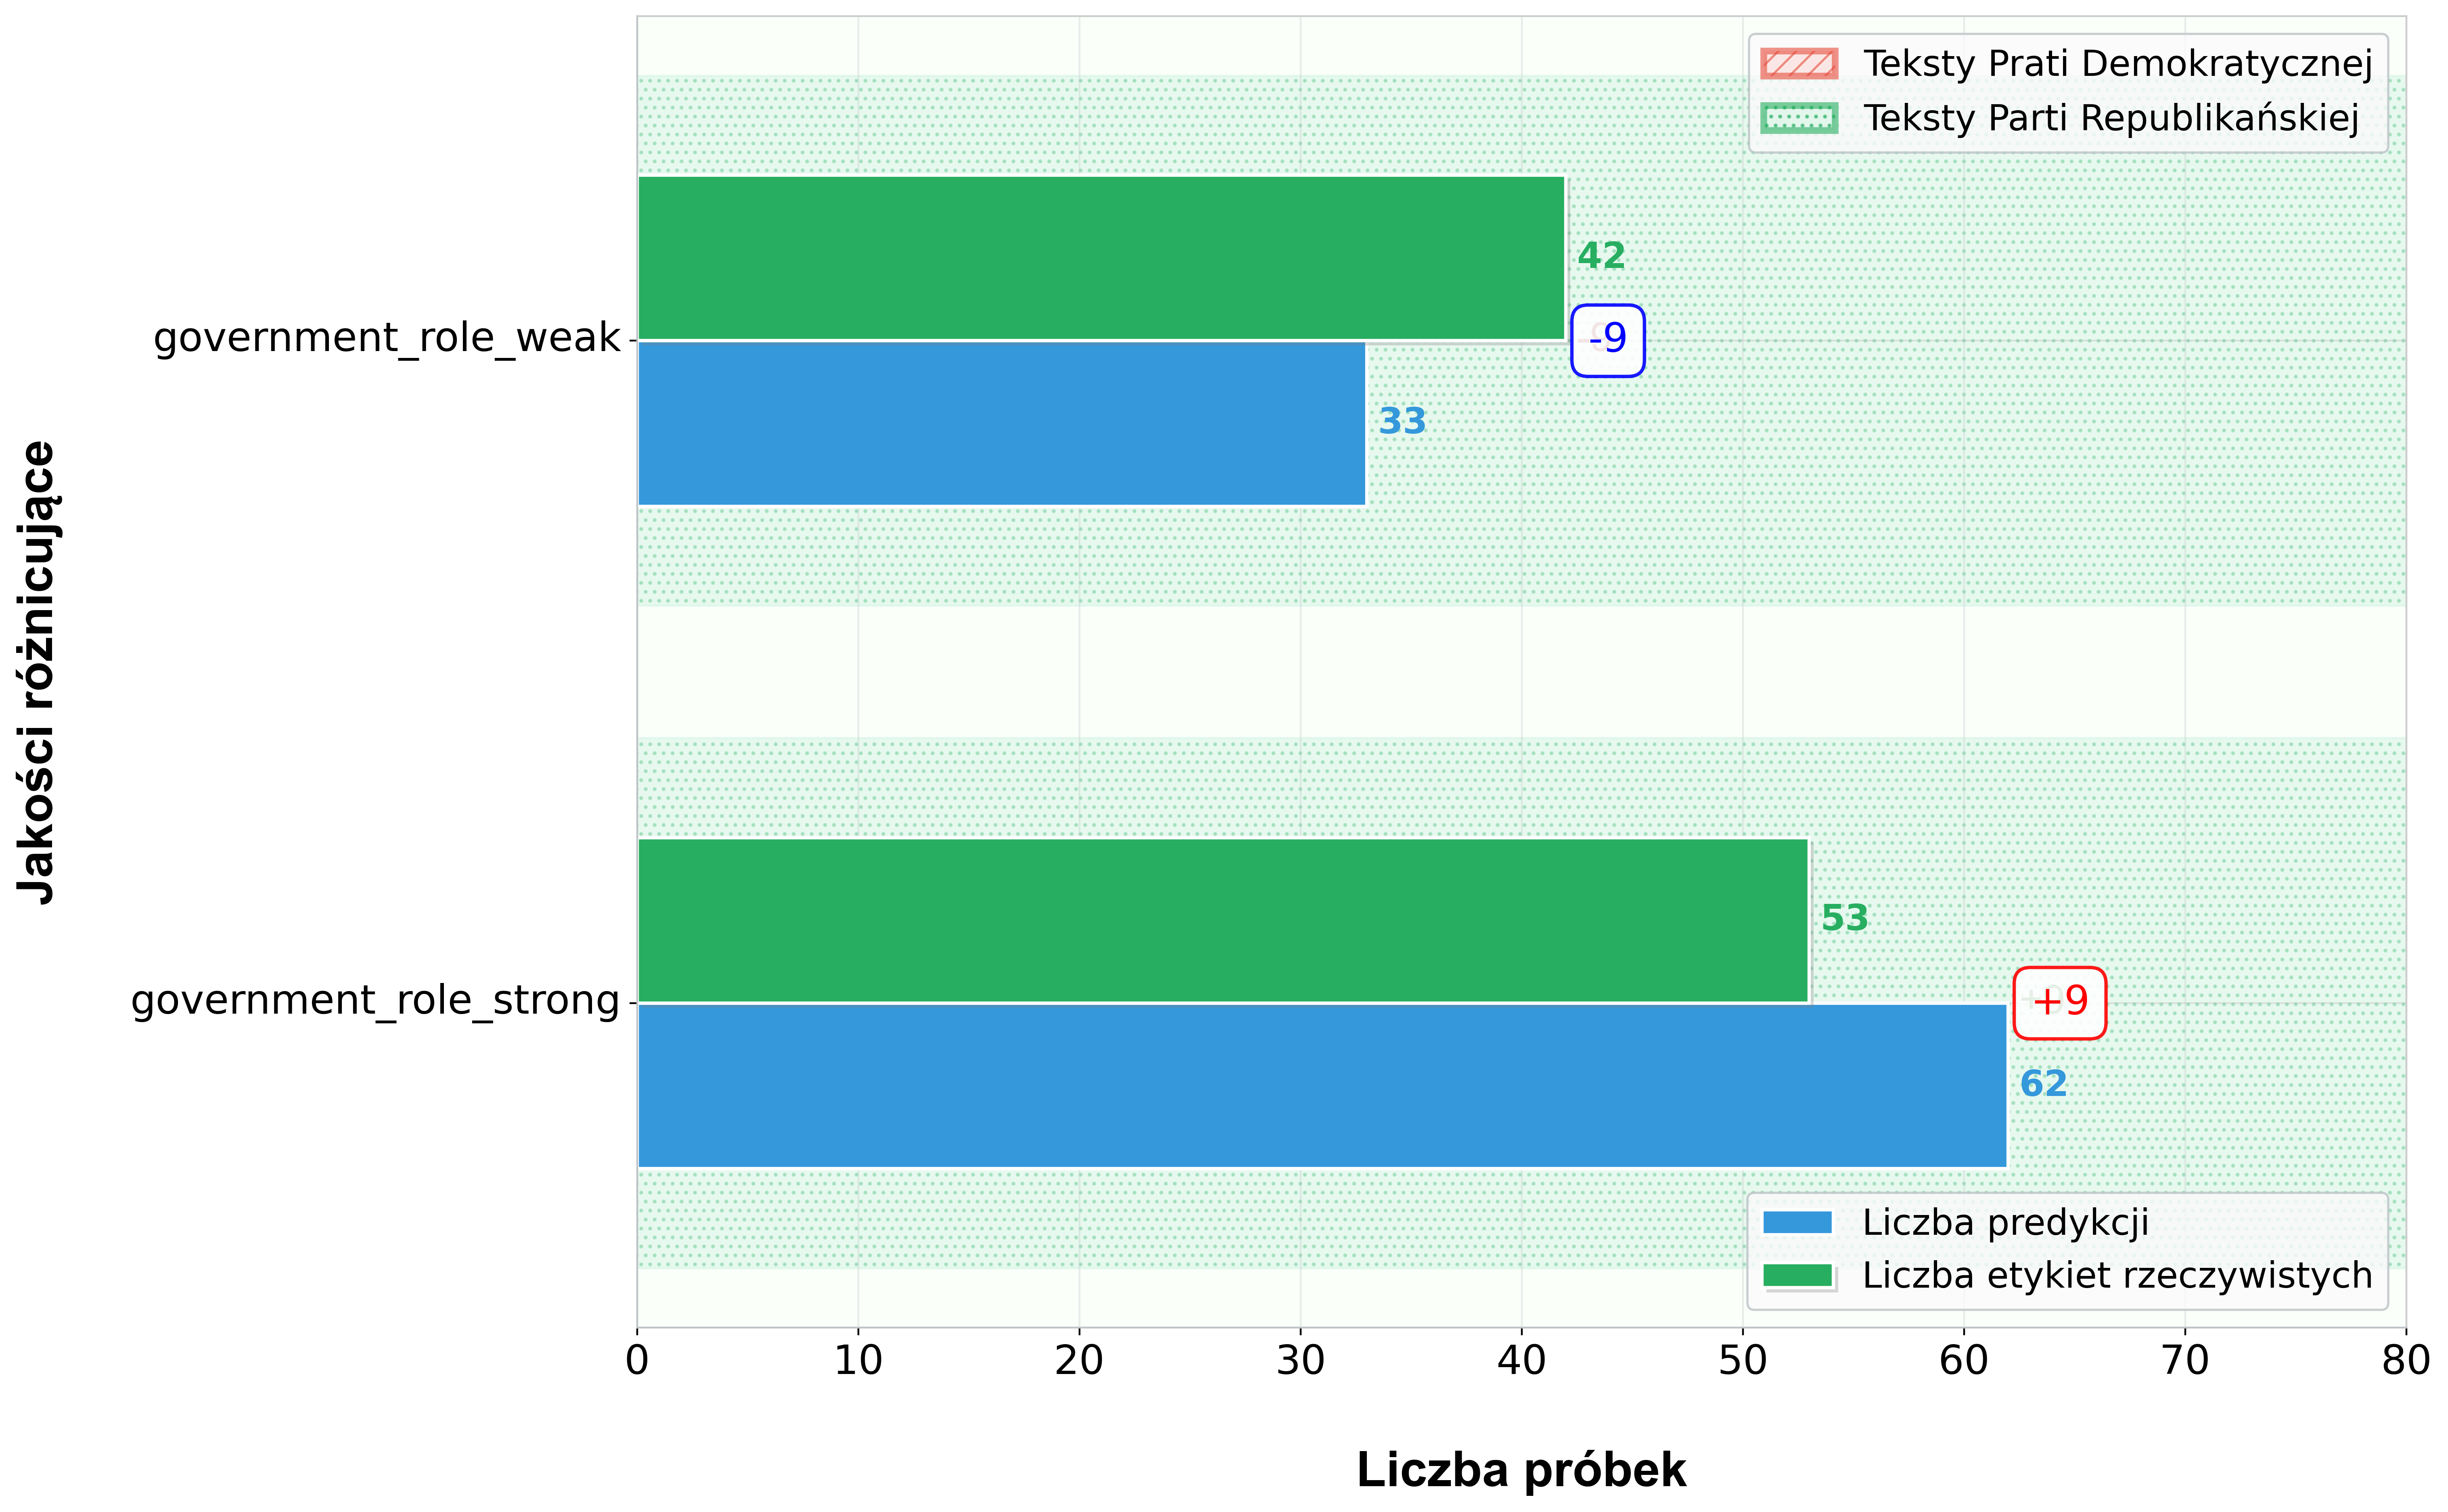 Teksty Prati Demokratycznej
Teksty Parti Republikańskiej
42
government_role_weak
-9
33
Jakości różnicujące
53
government_role_strong
+9
62
Liczba predykcji
Liczba etykiet rzeczywistych
0 10 20 30 40 50 60 70 80
Liczba próbek